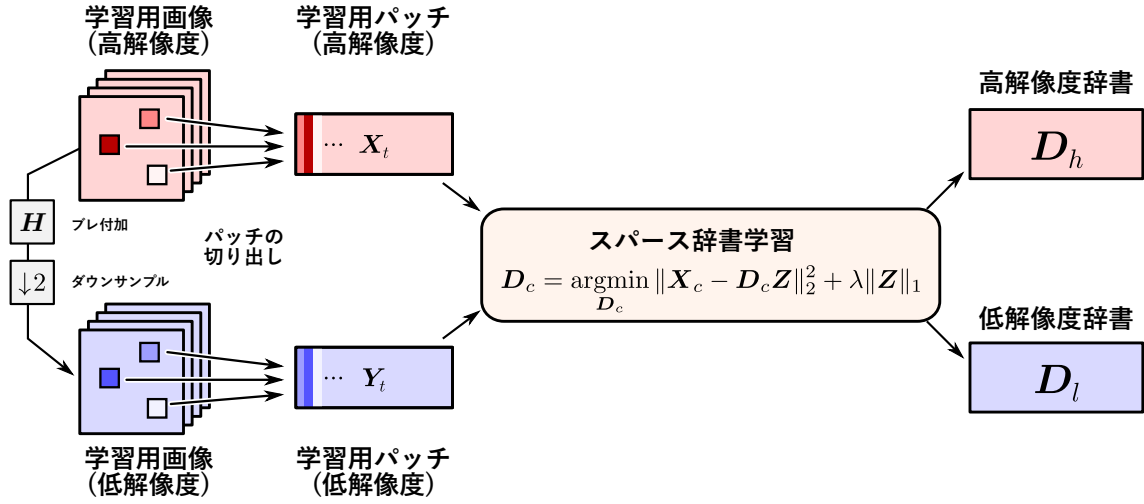 学習用画像
(高解像度)
学習用パッチ
(高解像度)
高解像度辞書
… X_t
D_h
H
ブレ付加
パッチの
切り出し
↓2
ダウンサンプル
スパース辞書学習
D_c = argmin ‖X_c − D_c Z‖_2^2 + λ‖Z‖_1
D_c
低解像度辞書
… Y_t
D_l
学習用画像
(低解像度)
学習用パッチ
(低解像度)